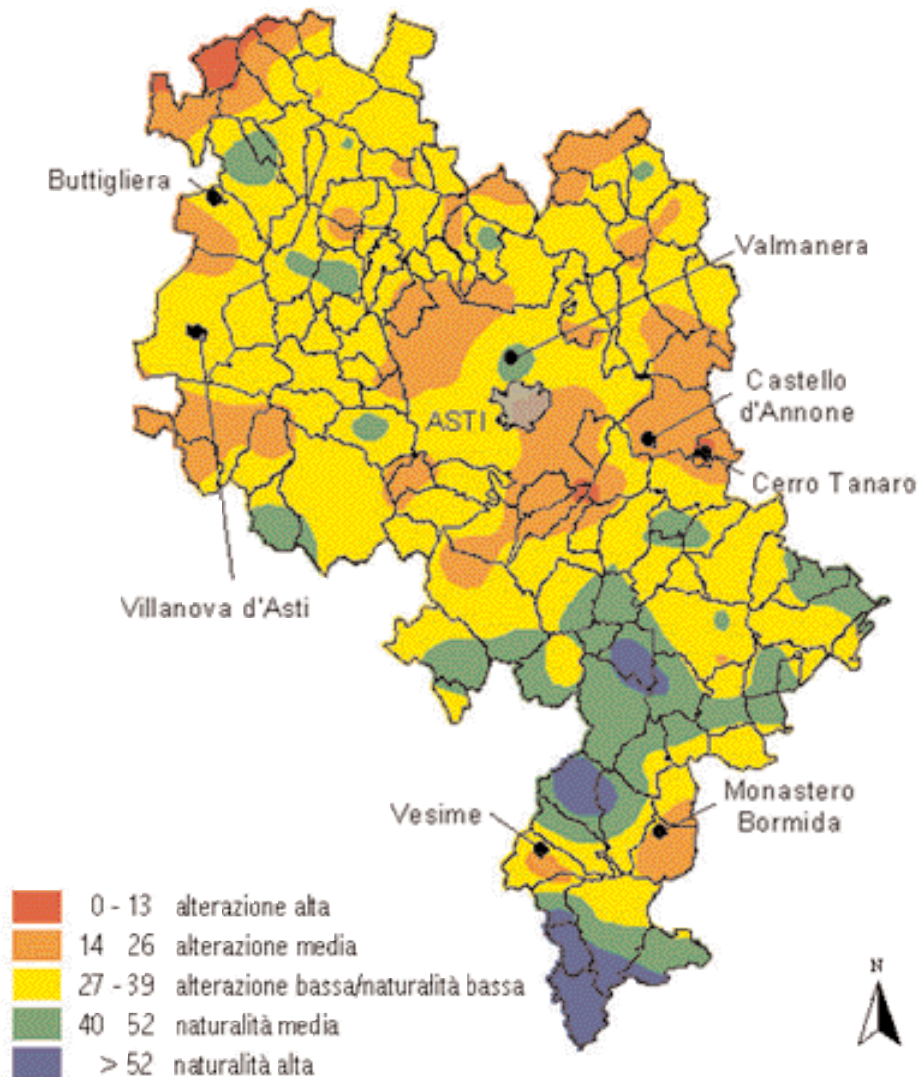 Buttigliera
Valmanera
Castello
d'Annone
ASTI
Cerro Tanaro
Villanova d'Asti
Monastero
Bormida
Vesime
0 - 13 alterazione alta
14 26 alterazione media
27 - 39 alterazione bassa/naturalità bassa
40 52 naturalità media
> 52 naturalità alta
N